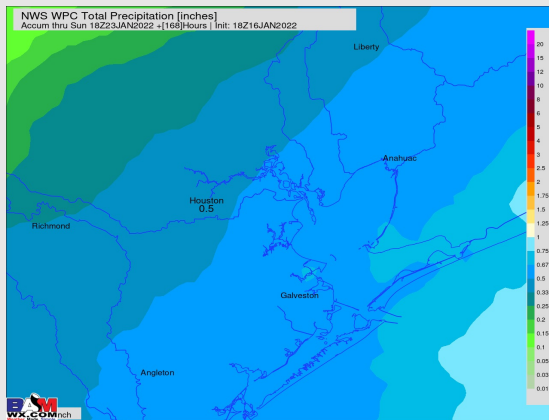 NWS WPC Total Precipitation [inches]
Accum thru Sun 18Z23JAN2022 +[168]Hours | Init: 18Z16JAN2022
Liberty
Anahuac
Houston
0.5
Richmond
Galveston
Angleton
20
15
12
10
8
6
5
4
3
2.5
2
1.75
1.5
1.25
1
0.75
0.67
0.5
0.33
0.25
0.2
0.15
0.1
0.05
0.03
0.01
BAM
WX.COM
nch